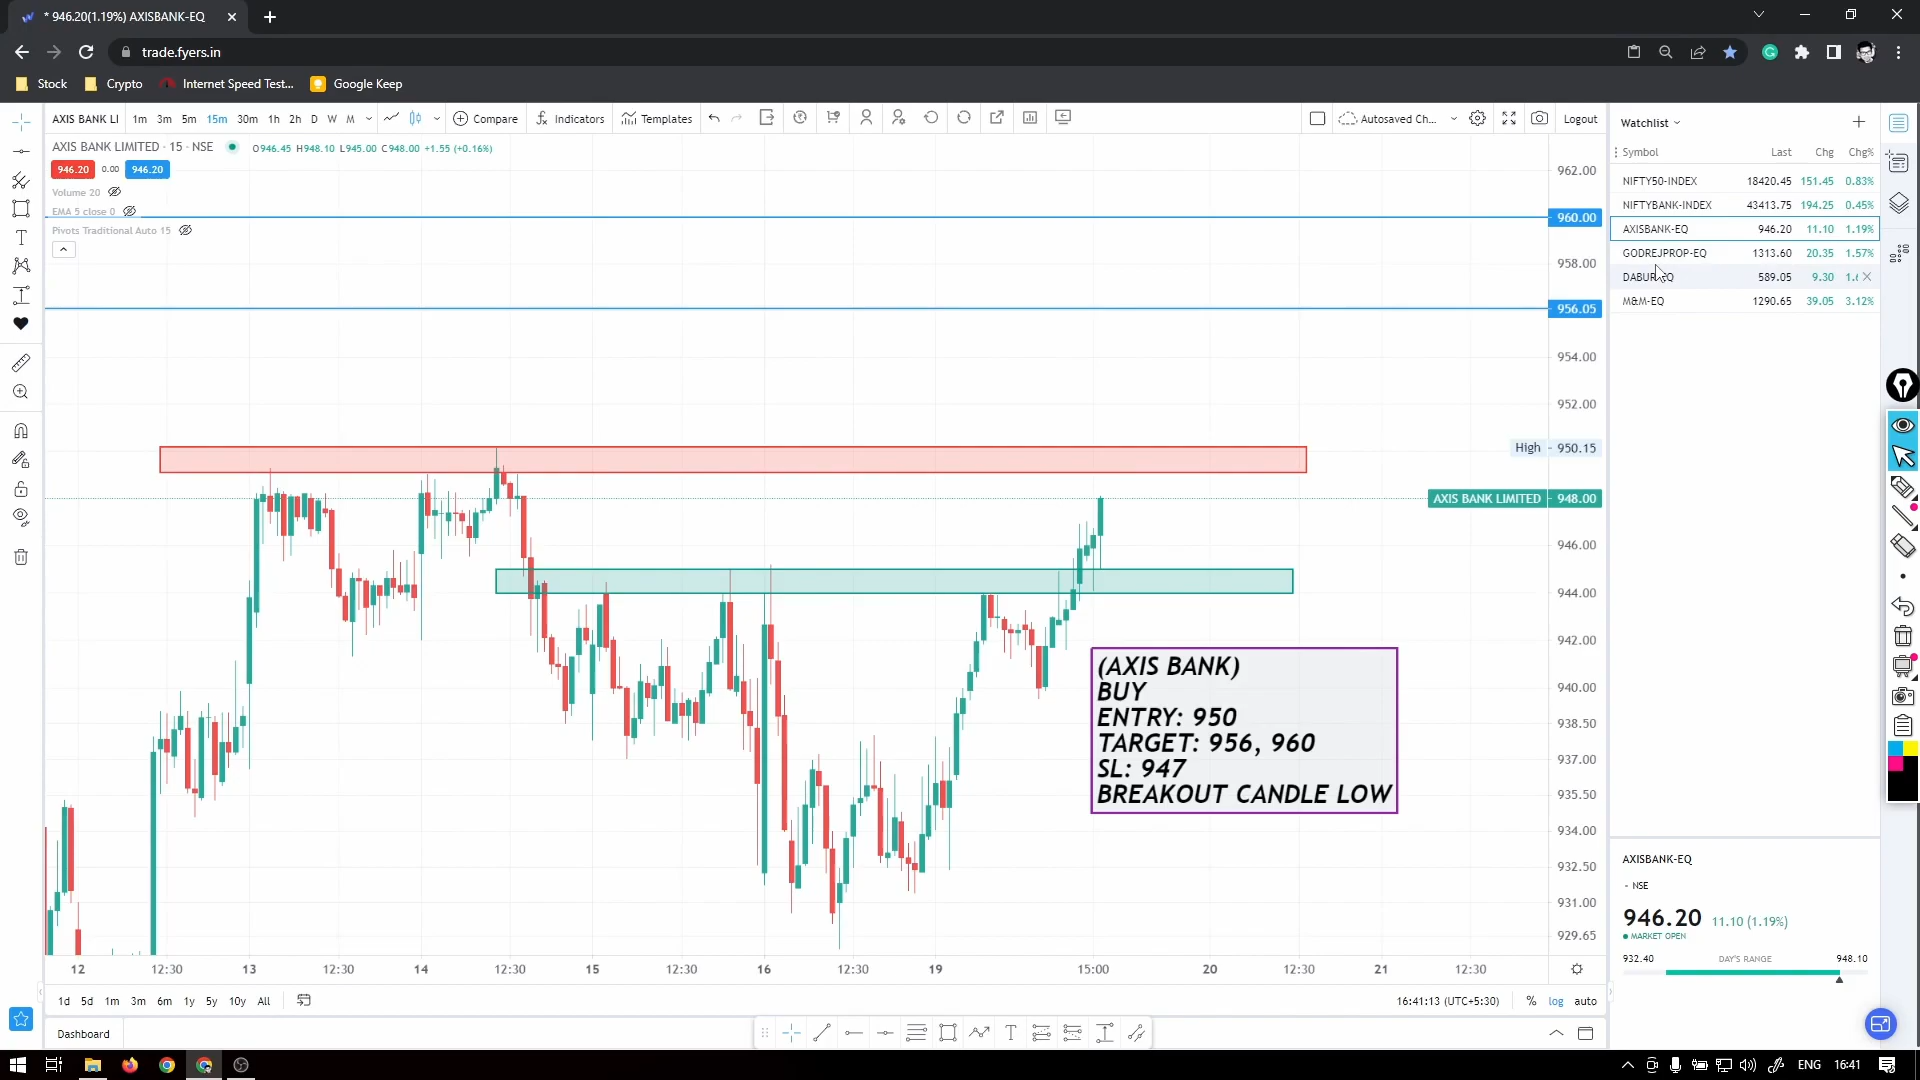 * 946.20(1.19%) AXISBANK-EQ
trade.fyers.in
Stock Crypto Internet Speed Test... Google Keep
AXIS BANK LI 1m 3m 5m 15m 30m 1h 2h D W M Compare Indicators Templates Autosaved Ch... Logout
AXIS BANK LIMITED · 15 · NSE O946.45 H948.10 L945.00 C948.00 +1.55 (+0.16%)
946.20 0.00 946.20
Volume 20
EMA 5 close 0
Pivots Traditional Auto 15
962.00
960.00
958.00
956.05
954.00
952.00
High 950.15
AXIS BANK LIMITED 948.00
946.00
944.00
942.00
940.00
938.50
937.00
935.50
934.00
932.50
931.00
929.65
(AXIS BANK)
BUY
ENTRY: 950
TARGET: 956, 960
SL: 947
BREAKOUT CANDLE LOW
12 12:30 13 12:30 14 12:30 15 12:30 16 12:30 19 15:00 20 12:30 21 12:30
1d 5d 1m 3m 6m 1y 5y 10y All 16:41:13 (UTC+5:30) % log auto
Dashboard
Watchlist
Symbol Last Chg Chg%
NIFTY50-INDEX 18420.45 151.45 0.83%
NIFTYBANK-INDEX 43413.75 194.25 0.45%
AXISBANK-EQ 946.20 11.10 1.19%
GODREJPROP-EQ 1313.60 20.35 1.57%
DABUR-EQ 589.05 9.30
M&M-EQ 1290.65 39.05 3.12%
AXISBANK-EQ
- NSE
946.20 11.10 (1.19%)
MARKET OPEN
932.40 DAY'S RANGE 948.10
ENG 16:41